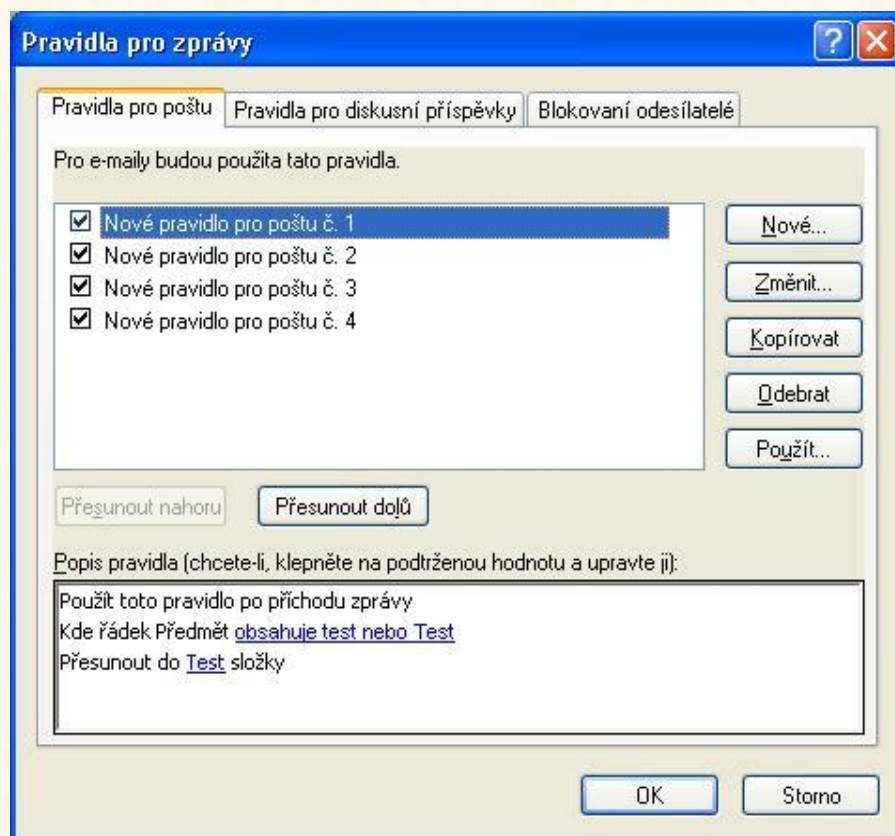 Pravidla pro zprávy
Pravidla pro poštu
Pravidla pro diskusní příspěvky
Blokovaní odesílatelé
Pro e-maily budou použita tato pravidla.
Nové pravidlo pro poštu č. 1
Nové pravidlo pro poštu č. 2
Nové pravidlo pro poštu č. 3
Nové pravidlo pro poštu č. 4
Nové...
Změnit...
Kopírovat
Odebrat
Použít...
Přesunout nahoru
Přesunout dolů
Popis pravidla (chcete-li, klepněte na podtrženou hodnotu a upravte ji):
Použít toto pravidlo po příchodu zprávy
Kde řádek Předmět obsahuje test nebo Test
Přesunout do Test složky
OK
Storno